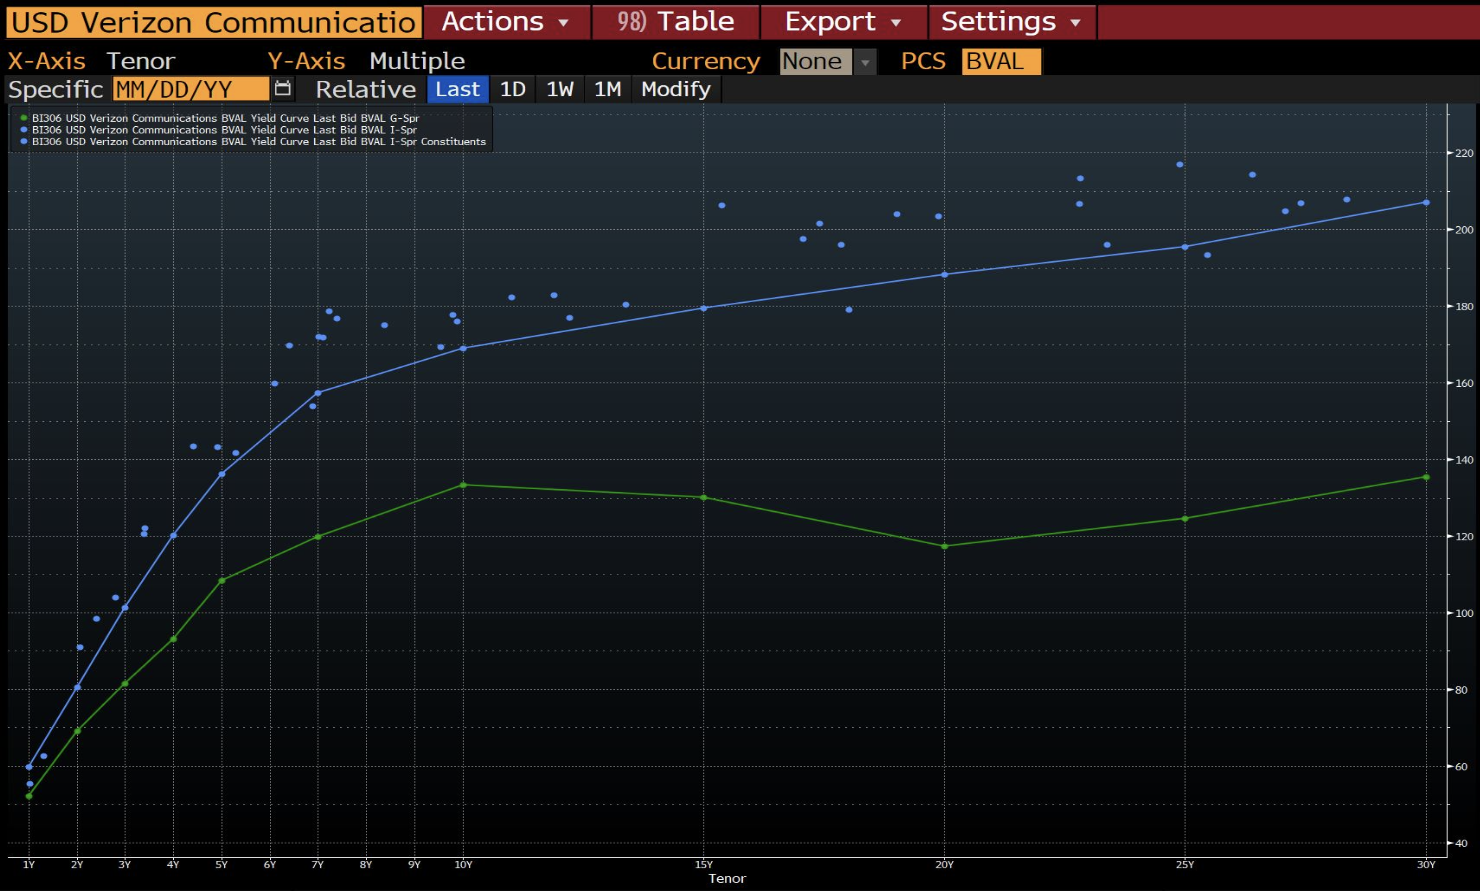 USD Verizon Communicatio Actions 98) Table Export Settings
X-Axis Tenor Y-Axis Multiple Currency None PCS BVAL
Specific MM/DD/YY Relative Last 1D 1W 1M Modify
BI306 USD Verizon Communications BVAL Yield Curve Last Bid BVAL G-Spr
BI306 USD Verizon Communications BVAL Yield Curve Last Bid BVAL I-Spr
BI306 USD Verizon Communications BVAL Yield Curve Last Bid BVAL I-Spr Constituents
220
200
180
160
140
120
100
80
60
40
1Y 2Y 3Y 4Y 5Y 6Y 7Y 8Y 9Y 10Y 15Y 20Y 25Y 30Y
Tenor